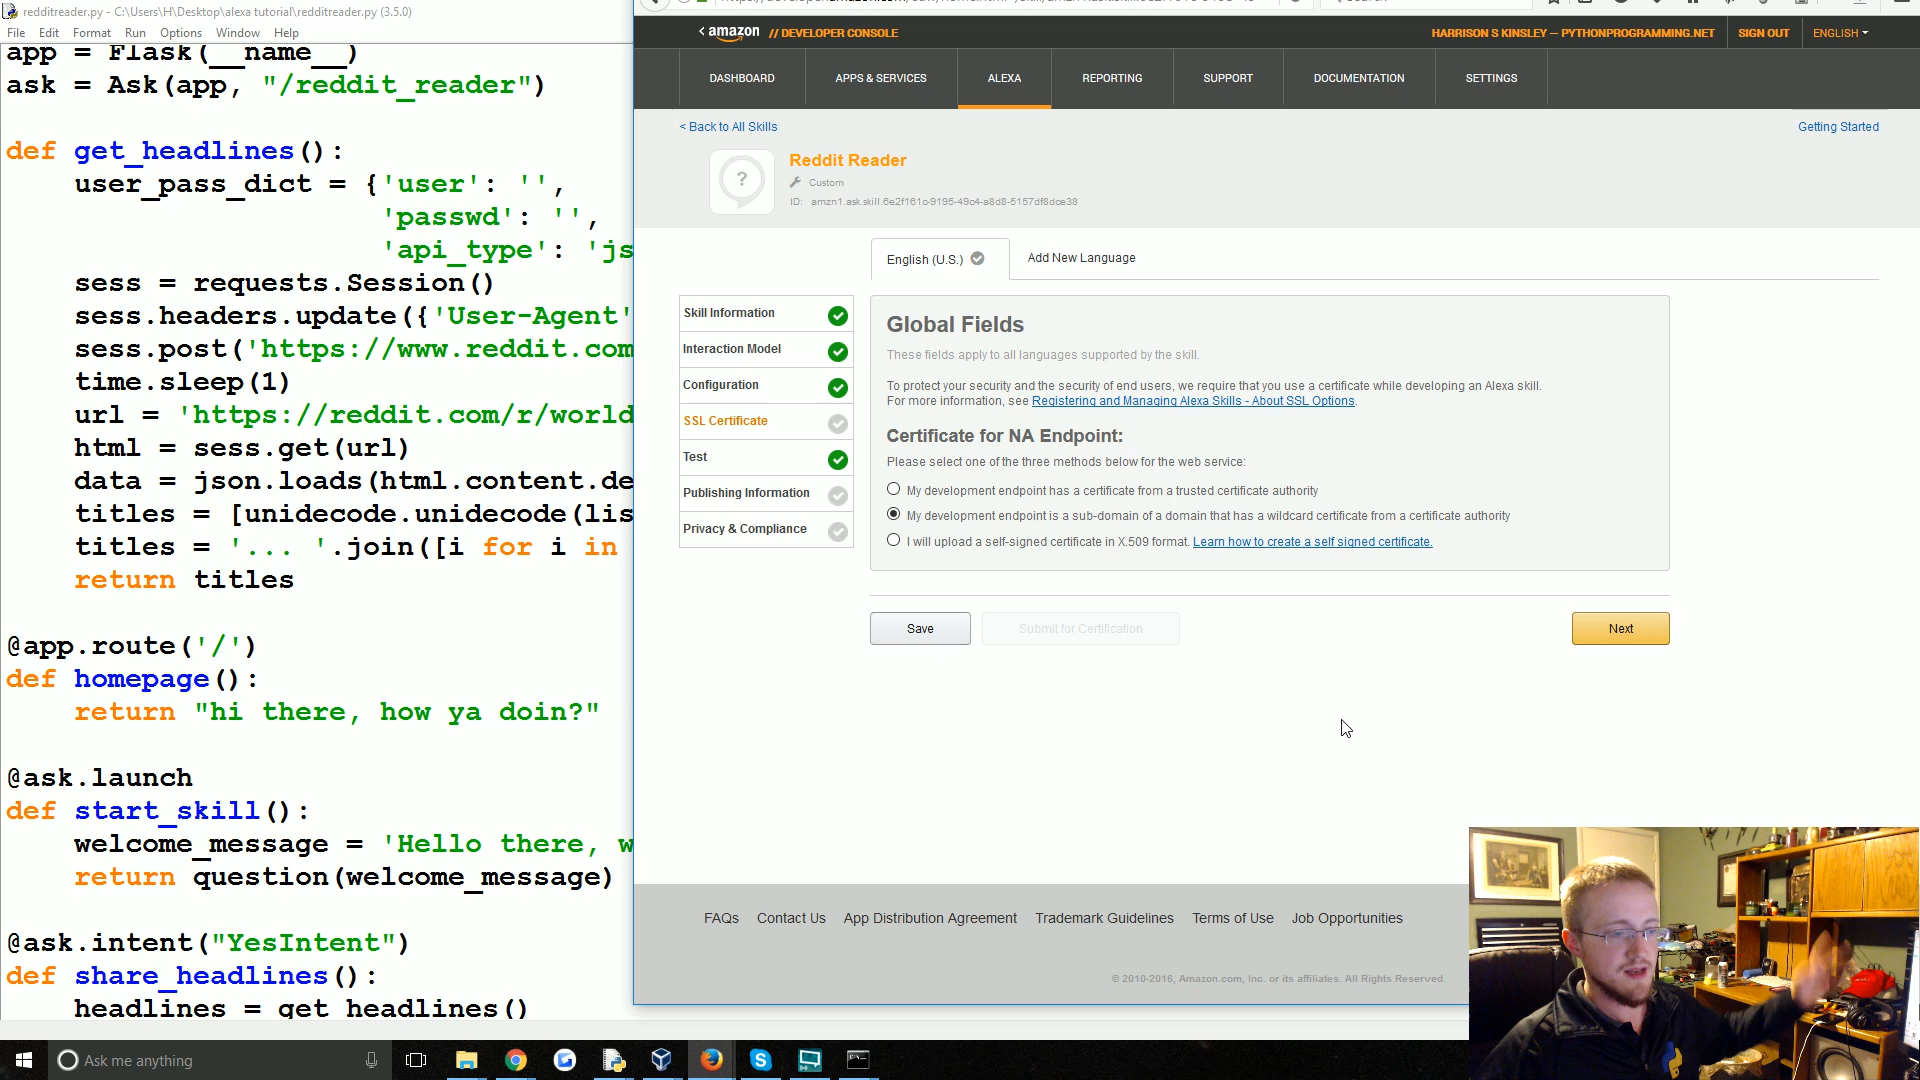 redditreader.py - C:\Users\H\Desktop\alexa tutorial\redditreader.py (3.5.0)
File Edit Format Run Options Window Help
app = Flask(__name__)
ask = Ask(app, "/reddit_reader")
def get_headlines():
user_pass_dict = {'user': '',
'passwd': '',
'api_type': 'js
sess = requests.Session()
sess.headers.update({'User-Agent'
sess.post('https://www.reddit.com
time.sleep(1)
url = 'https://reddit.com/r/world
html = sess.get(url)
data = json.loads(html.content.de
titles = [unidecode.unidecode(lis
titles = '... '.join([i for i in
return titles
@app.route('/')
def homepage():
return "hi there, how ya doin?"
@ask.launch
def start_skill():
welcome_message = 'Hello there, w
return question(welcome_message)
@ask.intent("YesIntent")
def share_headlines():
headlines = get_headlines()
< amazon // DEVELOPER CONSOLE
HARRISON S KINSLEY — PYTHONPROGRAMMING.NET SIGN OUT ENGLISH
DASHBOARD APPS & SERVICES ALEXA REPORTING SUPPORT DOCUMENTATION SETTINGS
< Back to All Skills
Getting Started
?
Reddit Reader
Custom
ID: amzn1.ask.skill.6e2f161c-9195-49c4-a8d8-5157df8dce38
English (U.S.) Add New Language
Skill Information
Interaction Model
Configuration
SSL Certificate
Test
Publishing Information
Privacy & Compliance
Global Fields
These fields apply to all languages supported by the skill.
To protect your security and the security of end users, we require that you use a certificate while developing an Alexa skill.
For more information, see Registering and Managing Alexa Skills - About SSL Options.
Certificate for NA Endpoint:
Please select one of the three methods below for the web service:
My development endpoint has a certificate from a trusted certificate authority
My development endpoint is a sub-domain of a domain that has a wildcard certificate from a certificate authority
I will upload a self-signed certificate in X.509 format. Learn how to create a self signed certificate.
Save Submit for Certification Next
FAQs Contact Us App Distribution Agreement Trademark Guidelines Terms of Use Job Opportunities
© 2010-2016, Amazon.com, Inc. or its affiliates. All Rights Reserved.
Ask me anything